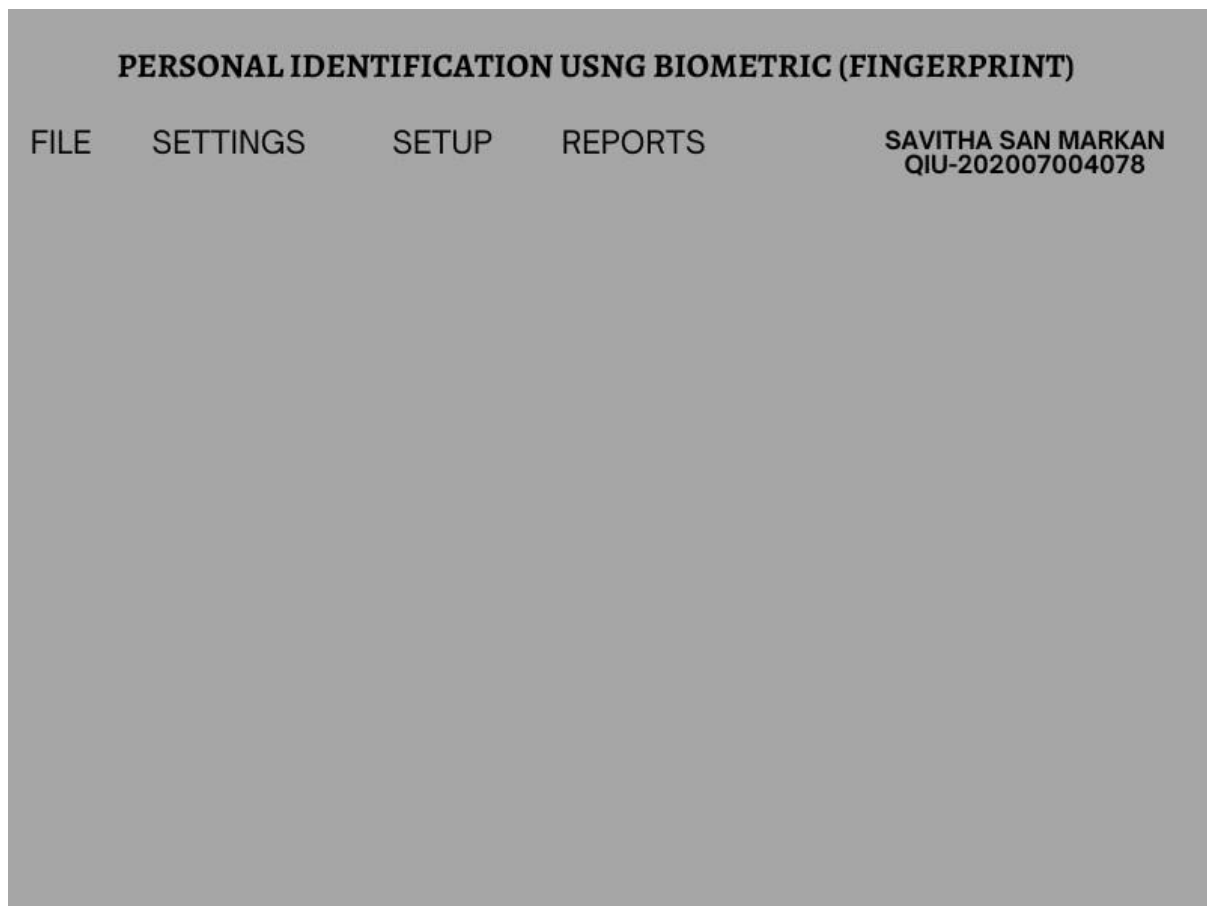 PERSONAL IDENTIFICATION USNG BIOMETRIC (FINGERPRINT)
FILE SETTINGS SETUP REPORTS
SAVITHA SAN MARKAN
QIU-202007004078